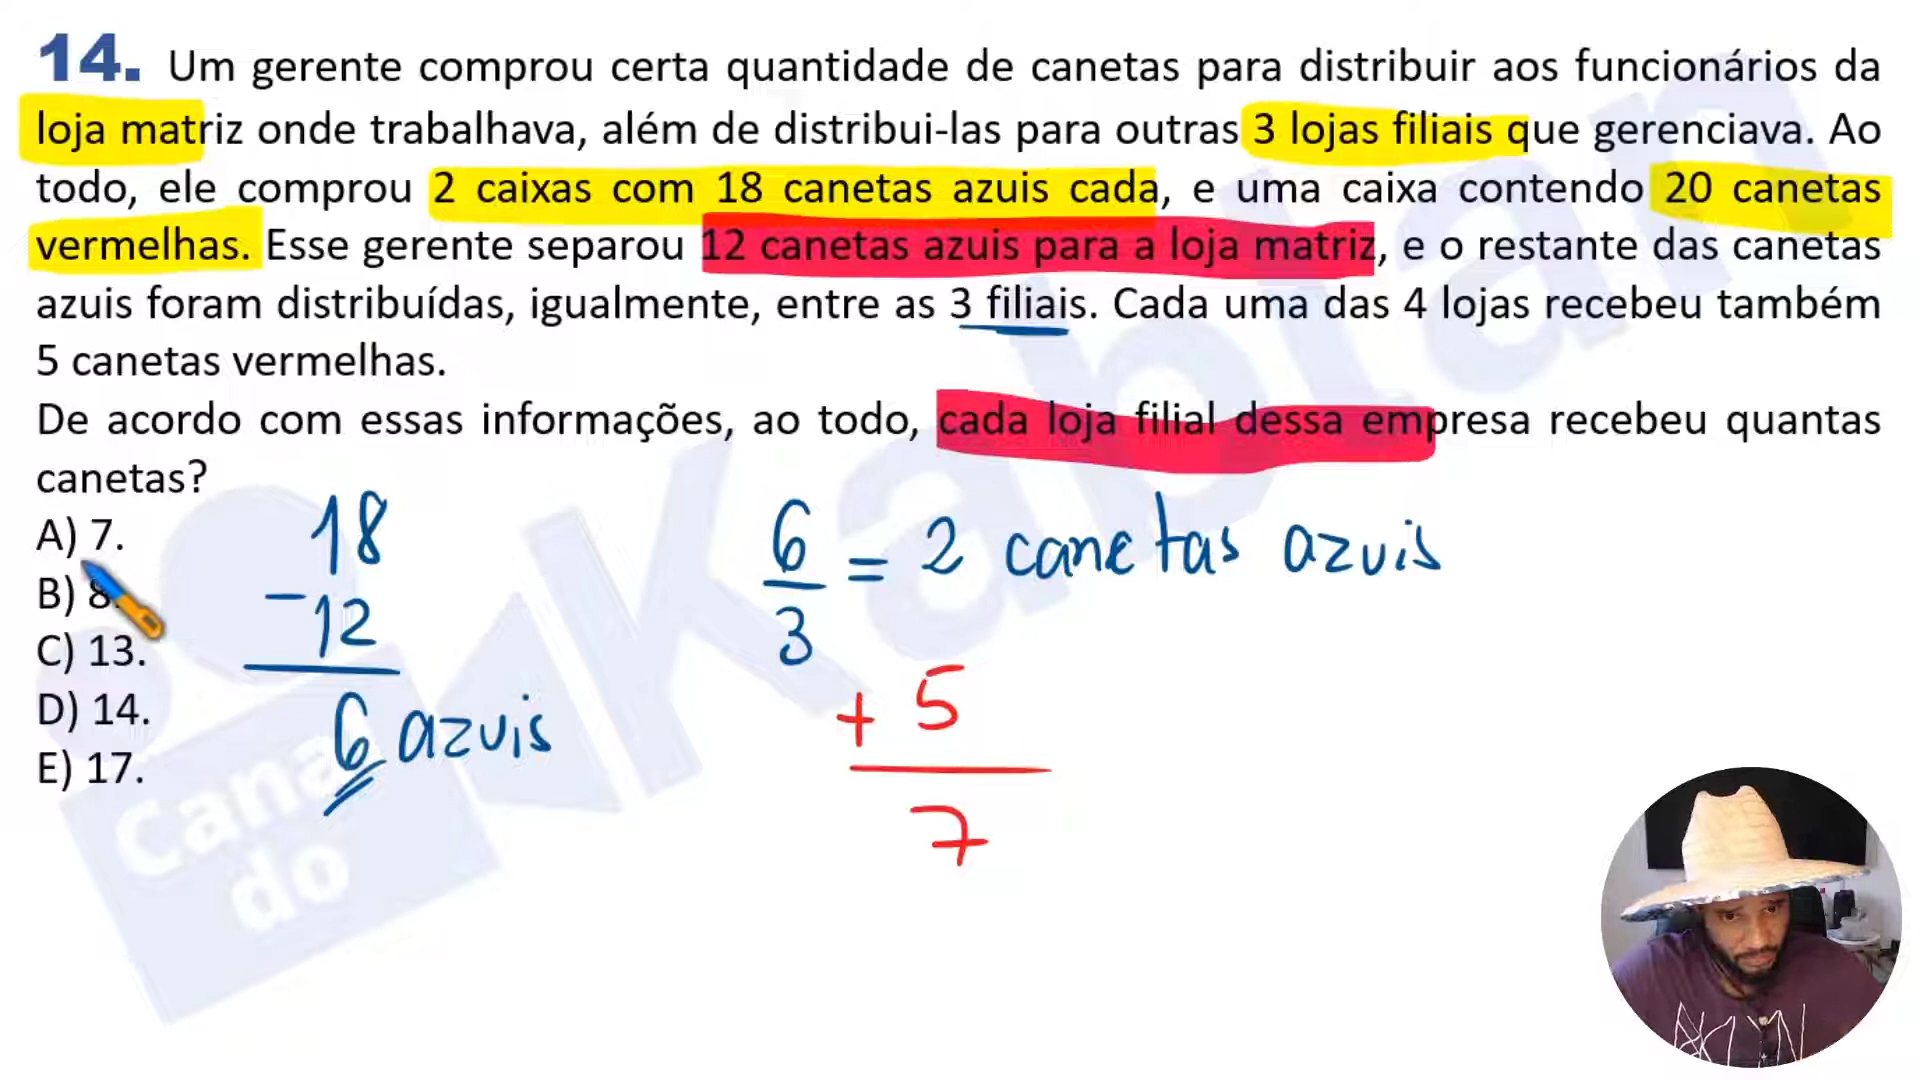 14. Um gerente comprou certa quantidade de canetas para distribuir aos funcionários da
loja matriz onde trabalhava, além de distribui-las para outras 3 lojas filiais que gerenciava. Ao
todo, ele comprou 2 caixas com 18 canetas azuis cada, e uma caixa contendo 20 canetas
vermelhas. Esse gerente separou 12 canetas azuis para a loja matriz, e o restante das canetas
azuis foram distribuídas, igualmente, entre as 3 filiais. Cada uma das 4 lojas recebeu também
5 canetas vermelhas.
De acordo com essas informações, ao todo, cada loja filial dessa empresa recebeu quantas
canetas?
A) 7.
B) 8.
C) 13.
D) 14.
E) 17.
18
- 12
6 azuis
6
3
= 2 canetas azuis
+ 5
7
Canal
do
Kablan